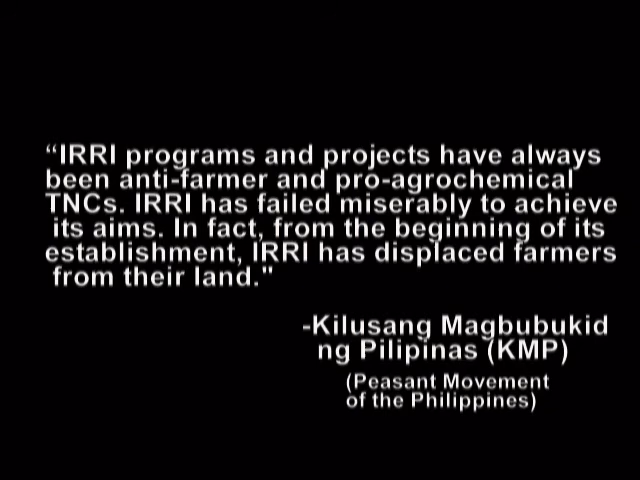 “IRRI programs and projects have always
been anti-farmer and pro-agrochemical
TNCs. IRRI has failed miserably to achieve
its aims. In fact, from the beginning of its
establishment, IRRI has displaced farmers
from their land."
-Kilusang Magbubukid
ng Pilipinas (KMP)
(Peasant Movement
of the Philippines)